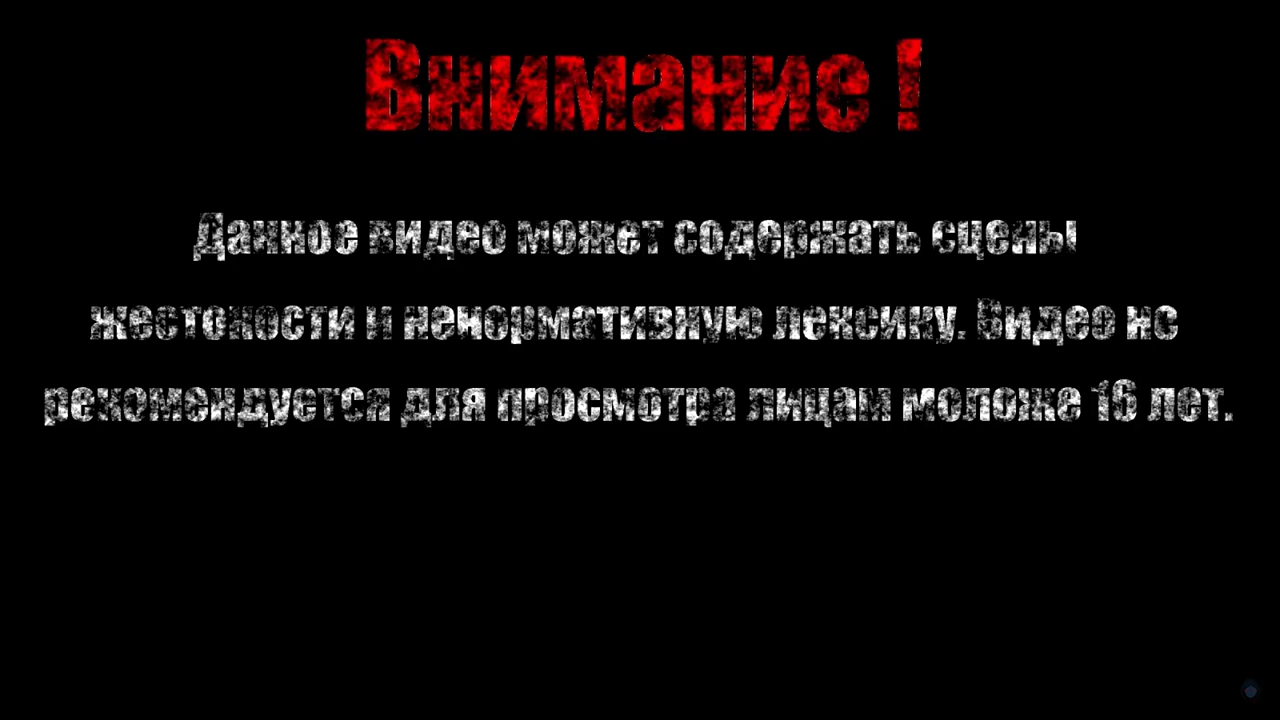 Внимание !
Данное видео может содержать сцены
жестокости и ненормативную лексику. Видео не
рекомендуется для просмотра лицам моложе 16 лет.